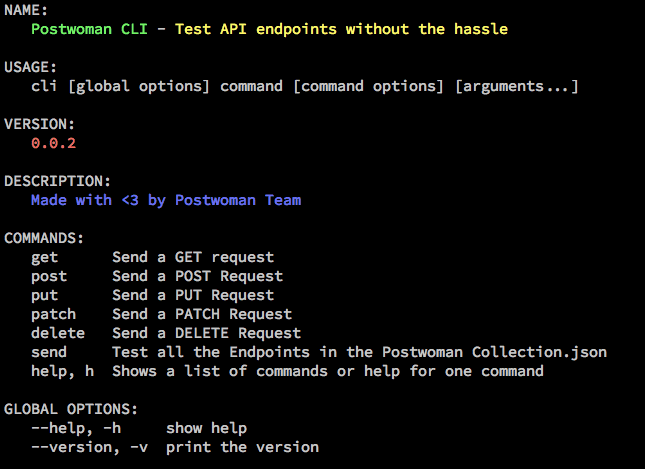 NAME:
Postwoman CLI - Test API endpoints without the hassle
USAGE:
cli [global options] command [command options] [arguments...]
VERSION:
0.0.2
DESCRIPTION:
Made with <3 by Postwoman Team
COMMANDS:
get Send a GET request
post Send a POST Request
put Send a PUT Request
patch Send a PATCH Request
delete Send a DELETE Request
send Test all the Endpoints in the Postwoman Collection.json
help, h Shows a list of commands or help for one command
GLOBAL OPTIONS:
--help, -h show help
--version, -v print the version